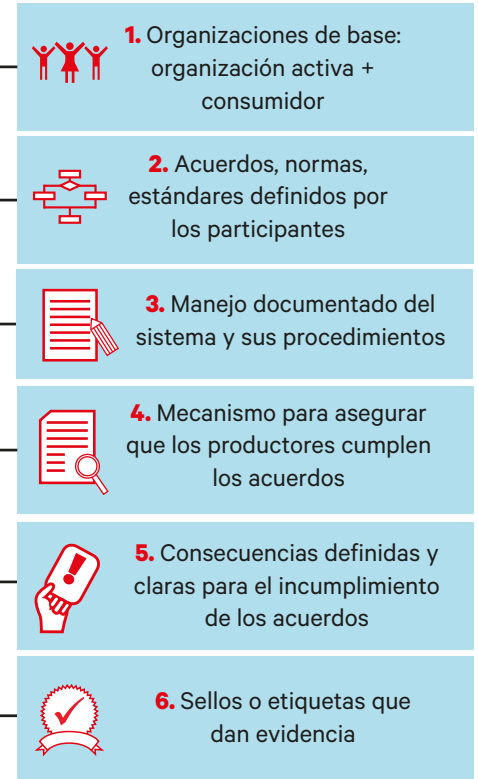 1. Organizaciones de base:
organización activa +
consumidor
2. Acuerdos, normas,
estándares definidos por
los participantes
3. Manejo documentado del
sistema y sus procedimientos
4. Mecanismo para asegurar
que los productores cumplen
los acuerdos
5. Consecuencias definidas y
claras para el incumplimiento
de los acuerdos
6. Sellos o etiquetas que
dan evidencia